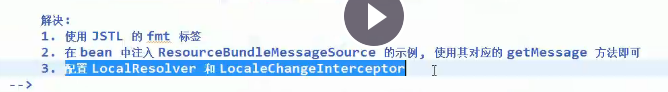 解决:
1. 使用 JSTL 的 fmt 标签
2. 在 bean 中注入 ResourceBundleMessageSource 的示例, 使用其对应的 getMessage 方法即可
3. 配置 LocalResolver 和 LocaleChangeInterceptor
-->